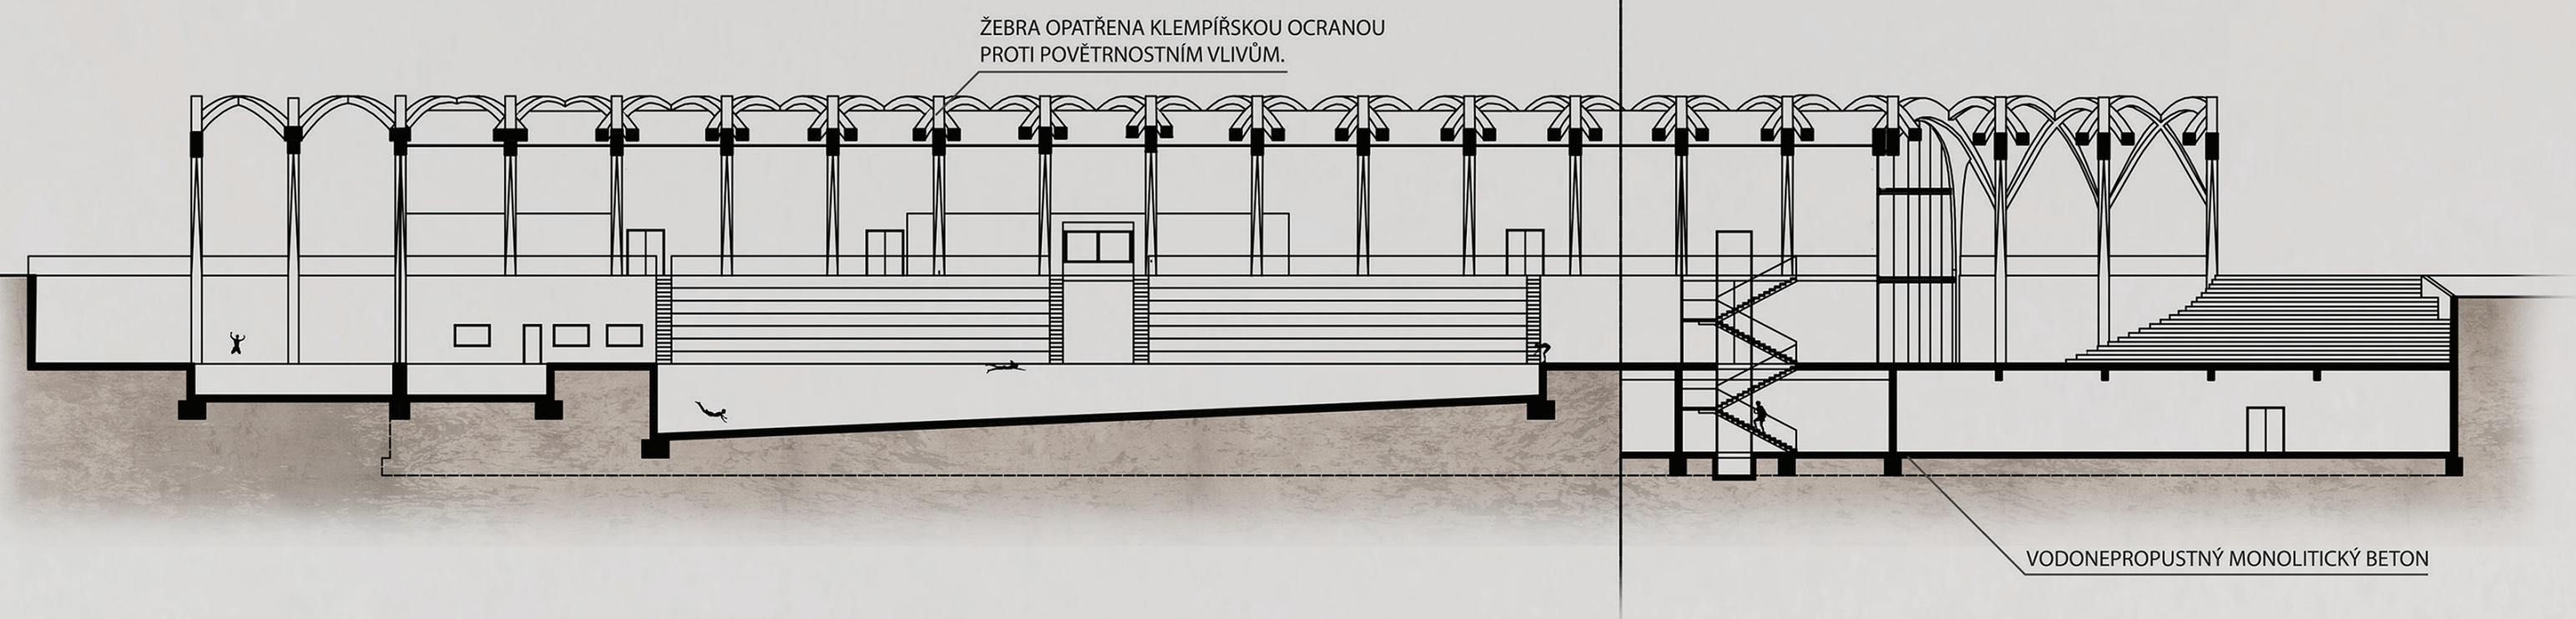 ŽEBRA OPATŘENA KLEMPÍŘSKOU OCRANOU
PROTI POVĚTRNOSTNÍM VLIVŮM.
VODONEPROPUSTNÝ MONOLITICKÝ BETON